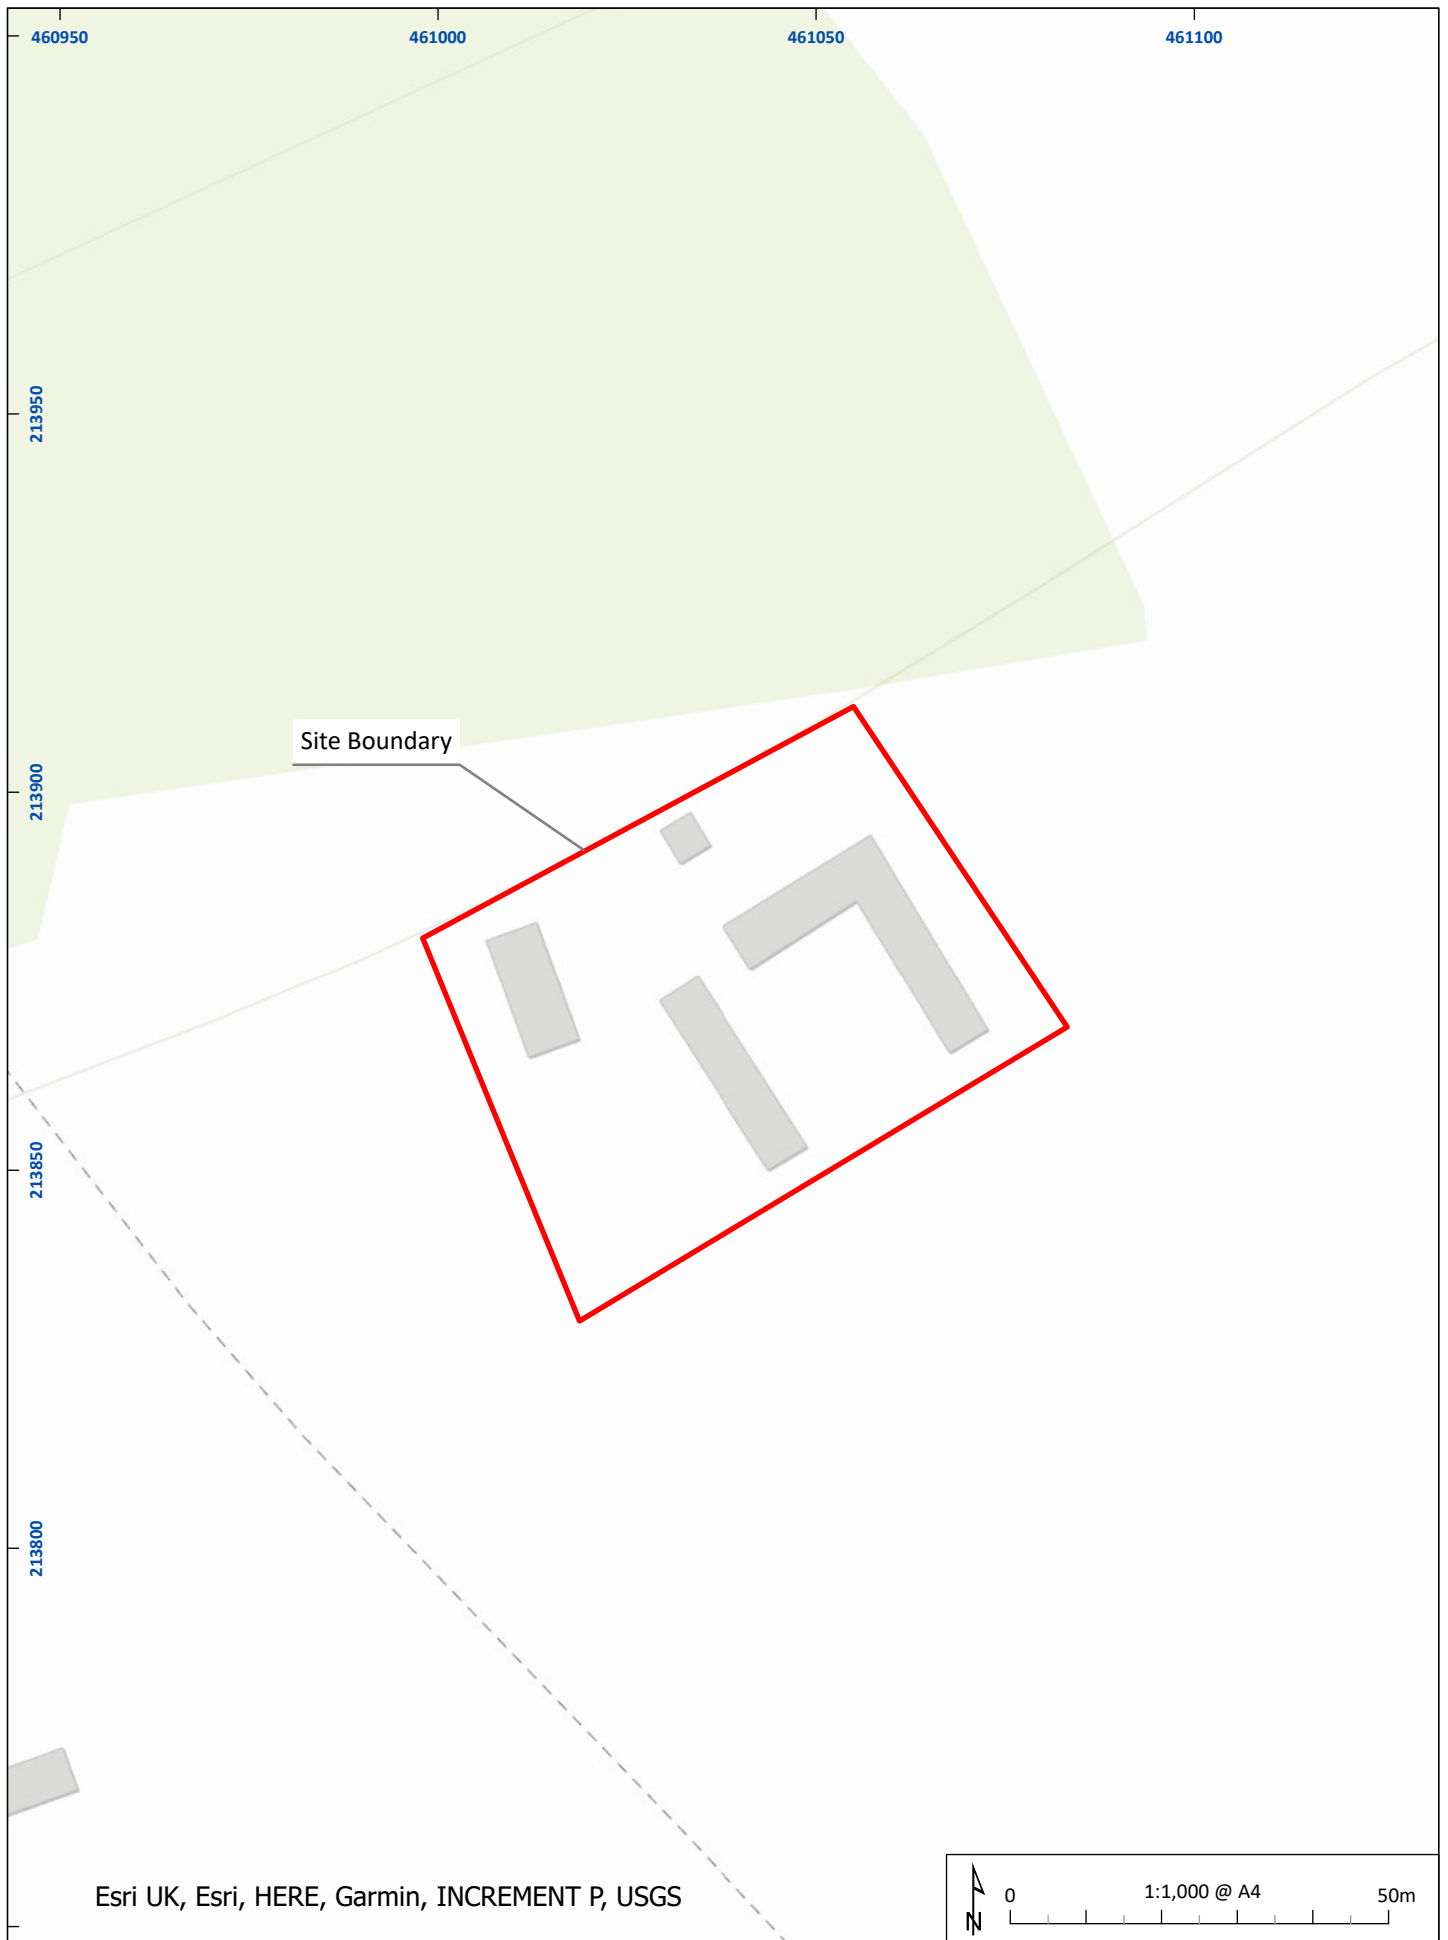 460950
461000
461050
461100
213950
Site Boundary
213900
213850
213800
Esri UK, Esri, HERE, Garmin, INCREMENT P, USGS
N
0
1:1,000 @ A4
50m